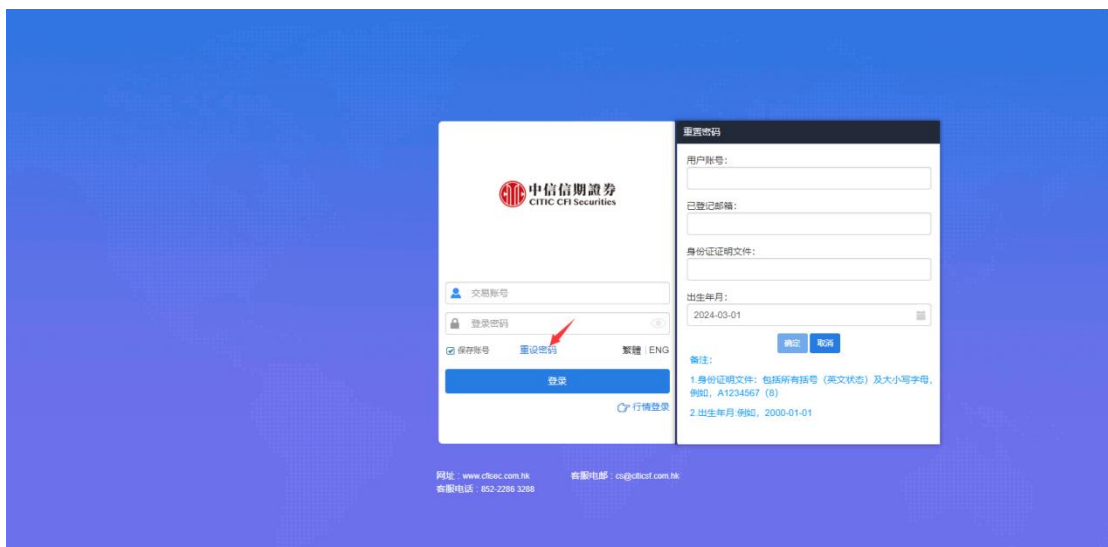 中信信期證券
CITIC CFI Securities
交易账号
登录密码
保存账号 重设密码 繁體 | ENG
登录
行情登录
重置密码
用户账号：
已登记邮箱：
身份证证明文件：
出生年月：
2024-03-01
确定 取消
备注：
1.身份证明文件：包括所有括号（英文状态）及大小写字母，
例如，A1234567（8）
2.出生年月:例如，2000-01-01
网址：www.cfisec.com.hk 客服电邮：cs@citicsf.com.hk
客服电话：852-2286 3288